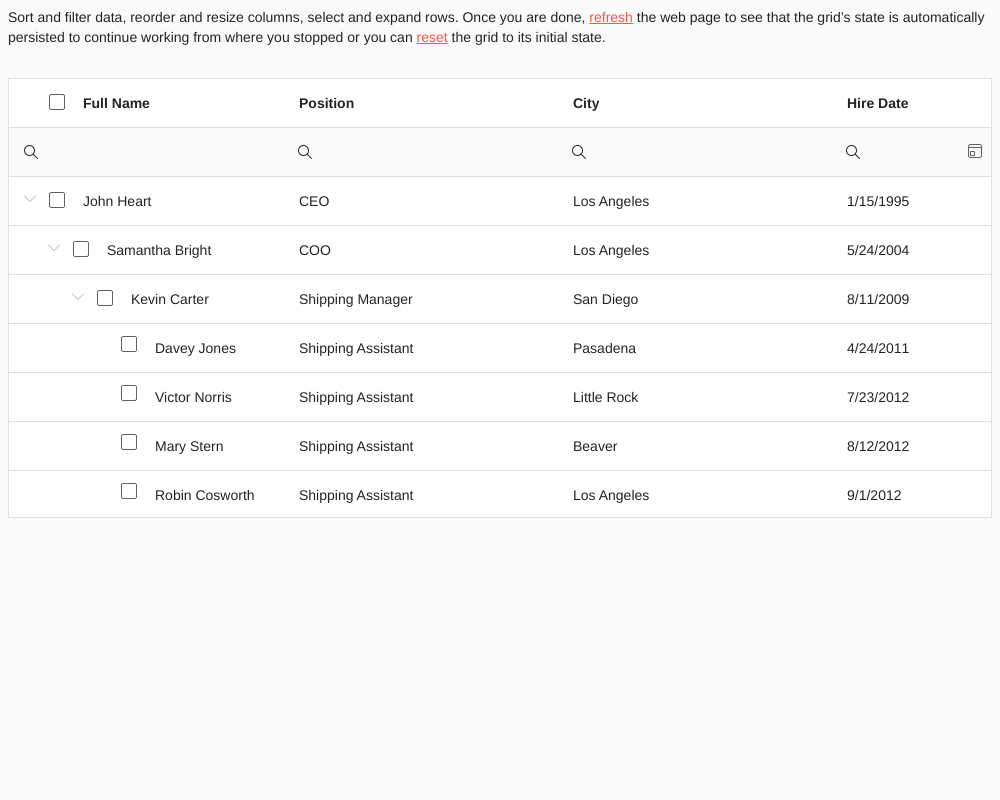 Sort and filter data, reorder and resize columns, select and expand rows. Once you are done, refresh the web page to see that the grid's state is automatically
persisted to continue working from where you stopped or you can reset the grid to its initial state.
Full Name Position City Hire Date
John Heart CEO Los Angeles 1/15/1995
Samantha Bright COO Los Angeles 5/24/2004
Kevin Carter Shipping Manager San Diego 8/11/2009
Davey Jones Shipping Assistant Pasadena 4/24/2011
Victor Norris Shipping Assistant Little Rock 7/23/2012
Mary Stern Shipping Assistant Beaver 8/12/2012
Robin Cosworth Shipping Assistant Los Angeles 9/1/2012